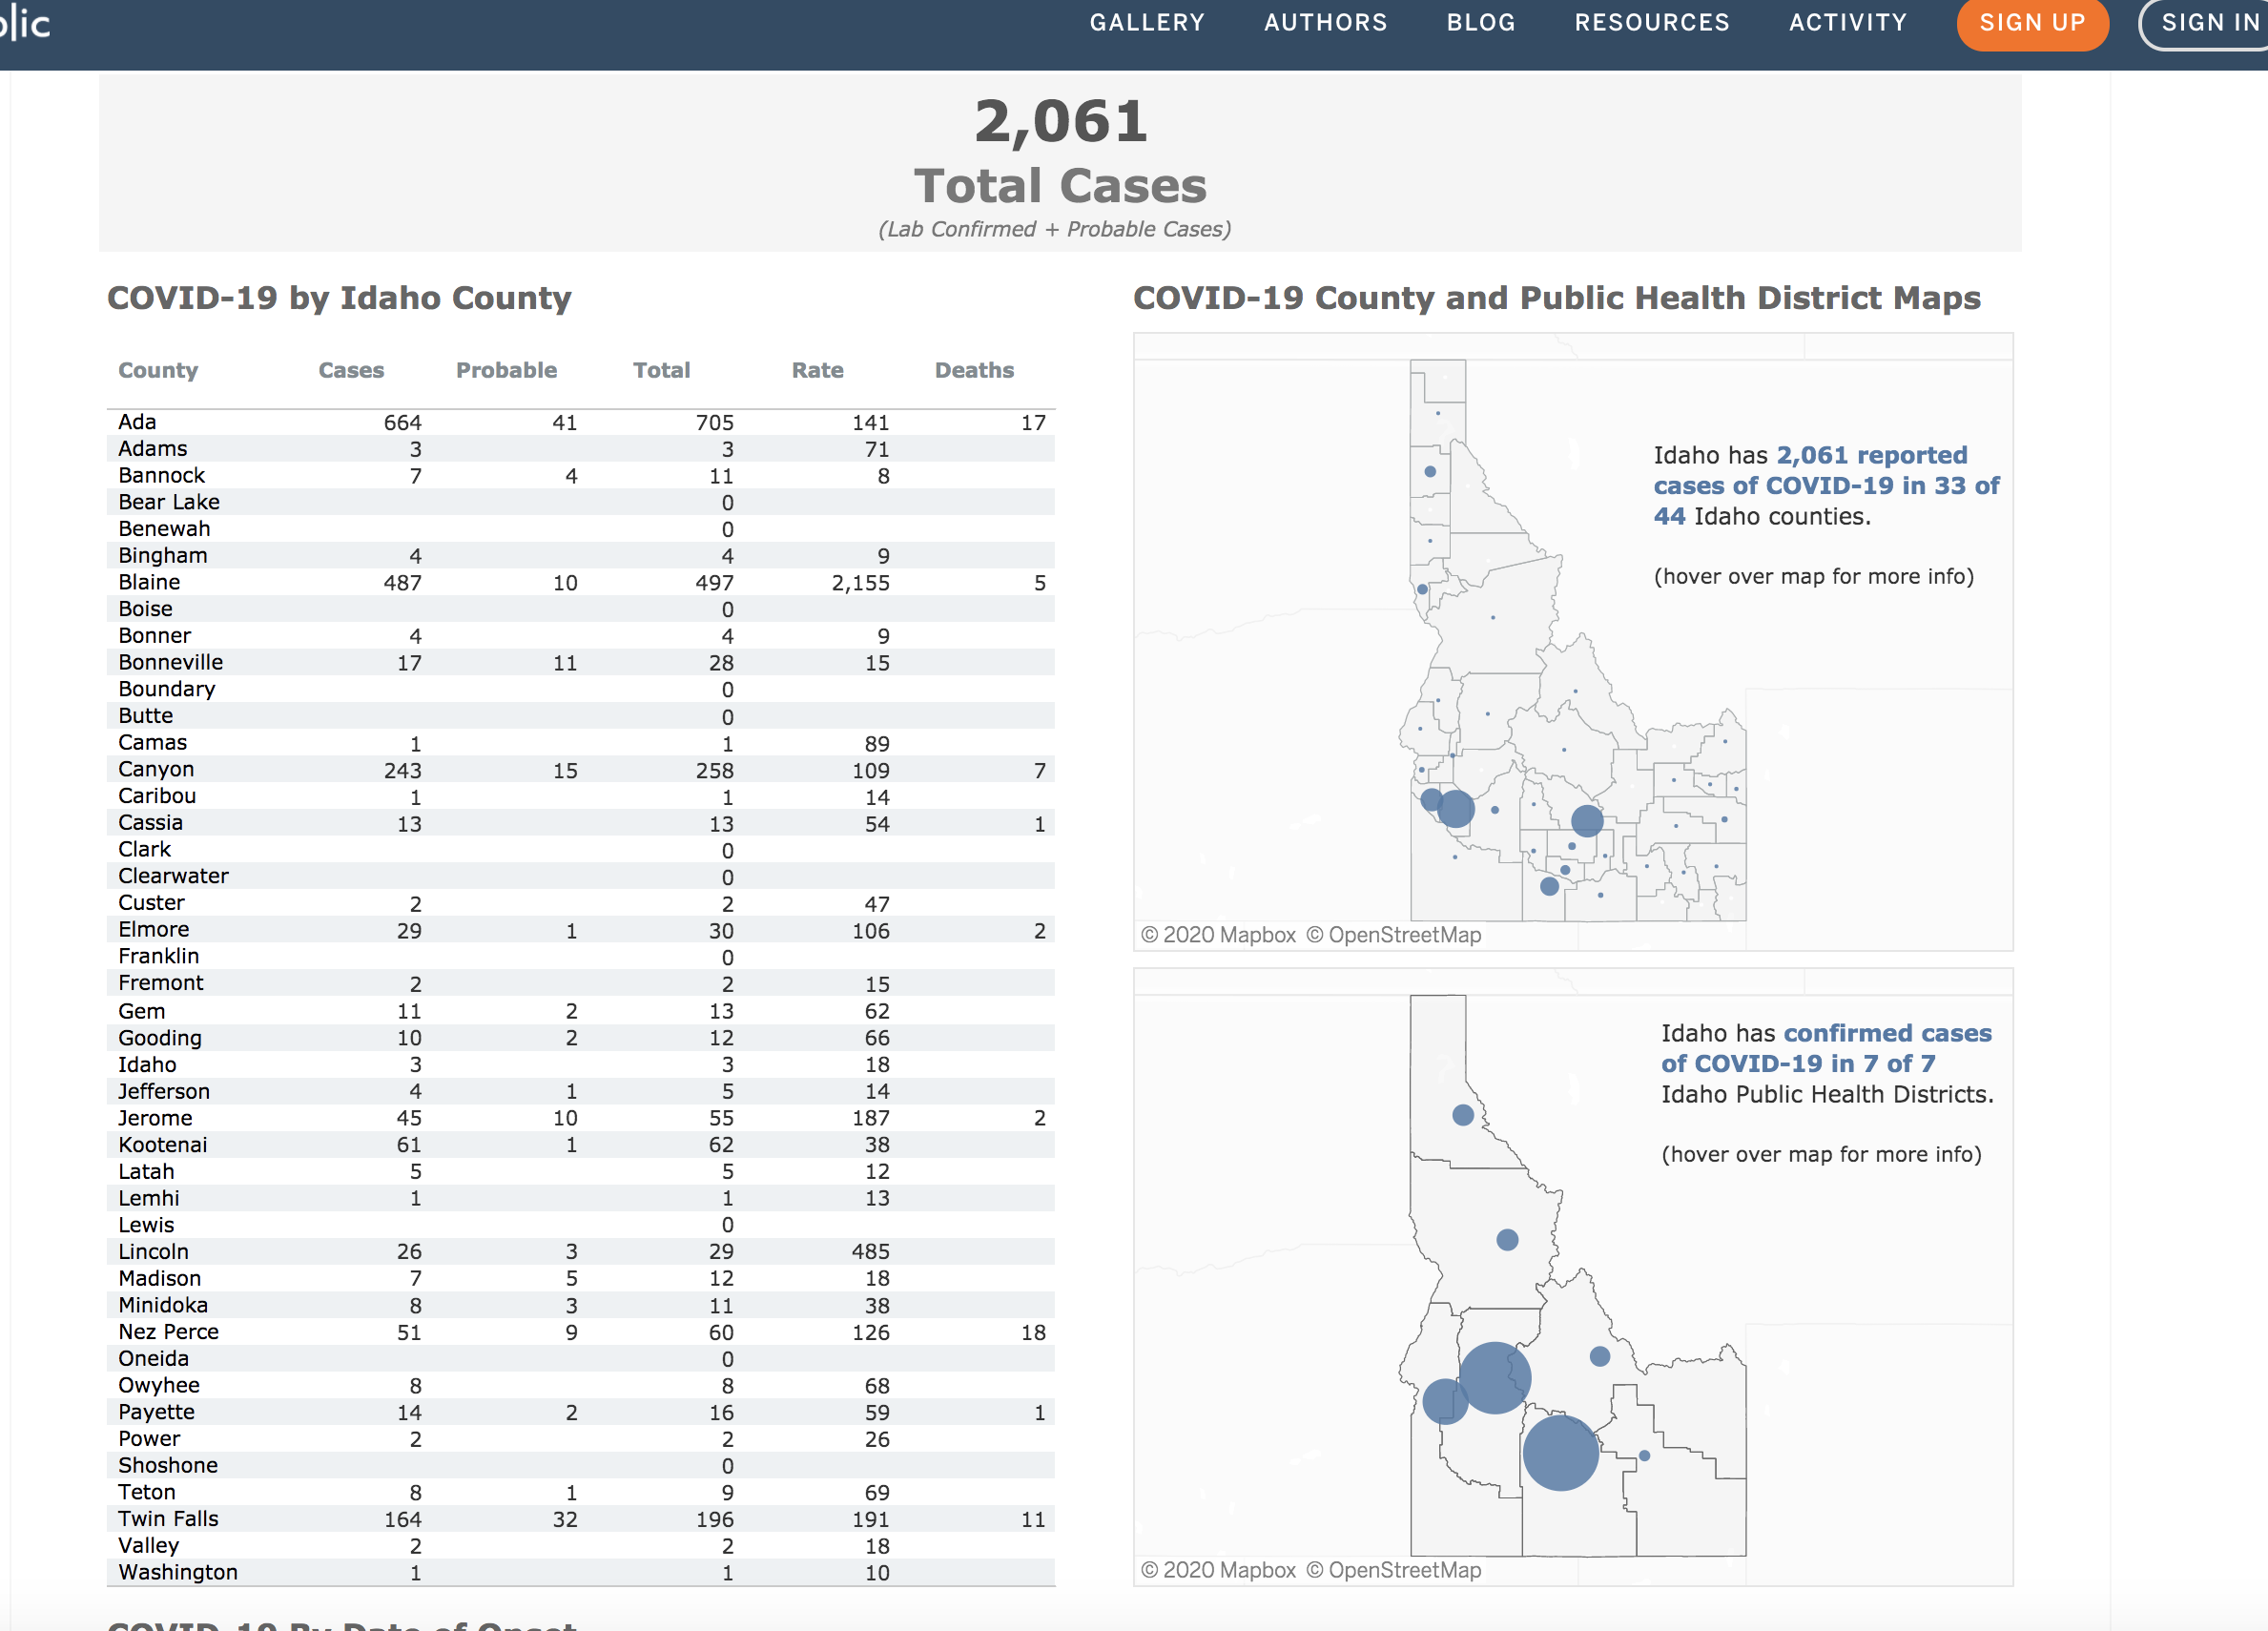 GALLERY AUTHORS BLOG RESOURCES ACTIVITY SIGN UP SIGN IN
2,061
Total Cases
(Lab Confirmed + Probable Cases)
COVID-19 by Idaho County
County Cases Probable Total Rate Deaths
Ada 664 41 705 141 17
Adams 3 3 71
Bannock 7 4 11 8
Bear Lake 0
Benewah 0
Bingham 4 4 9
Blaine 487 10 497 2,155 5
Boise 0
Bonner 4 4 9
Bonneville 17 11 28 15
Boundary 0
Butte 0
Camas 1 1 89
Canyon 243 15 258 109 7
Caribou 1 1 14
Cassia 13 13 54 1
Clark 0
Clearwater 0
Custer 2 2 47
Elmore 29 1 30 106 2
Franklin 0
Fremont 2 2 15
Gem 11 2 13 62
Gooding 10 2 12 66
Idaho 3 3 18
Jefferson 4 1 5 14
Jerome 45 10 55 187 2
Kootenai 61 1 62 38
Latah 5 5 12
Lemhi 1 1 13
Lewis 0
Lincoln 26 3 29 485
Madison 7 5 12 18
Minidoka 8 3 11 38
Nez Perce 51 9 60 126 18
Oneida 0
Owyhee 8 8 68
Payette 14 2 16 59 1
Power 2 2 26
Shoshone 0
Teton 8 1 9 69
Twin Falls 164 32 196 191 11
Valley 2 2 18
Washington 1 1 10
COVID-19 County and Public Health District Maps
Idaho has 2,061 reported
cases of COVID-19 in 33 of
44 Idaho counties.
(hover over map for more info)
© 2020 Mapbox © OpenStreetMap
Idaho has confirmed cases
of COVID-19 in 7 of 7
Idaho Public Health Districts.
(hover over map for more info)
© 2020 Mapbox © OpenStreetMap
COVID-19 By Date of Onset